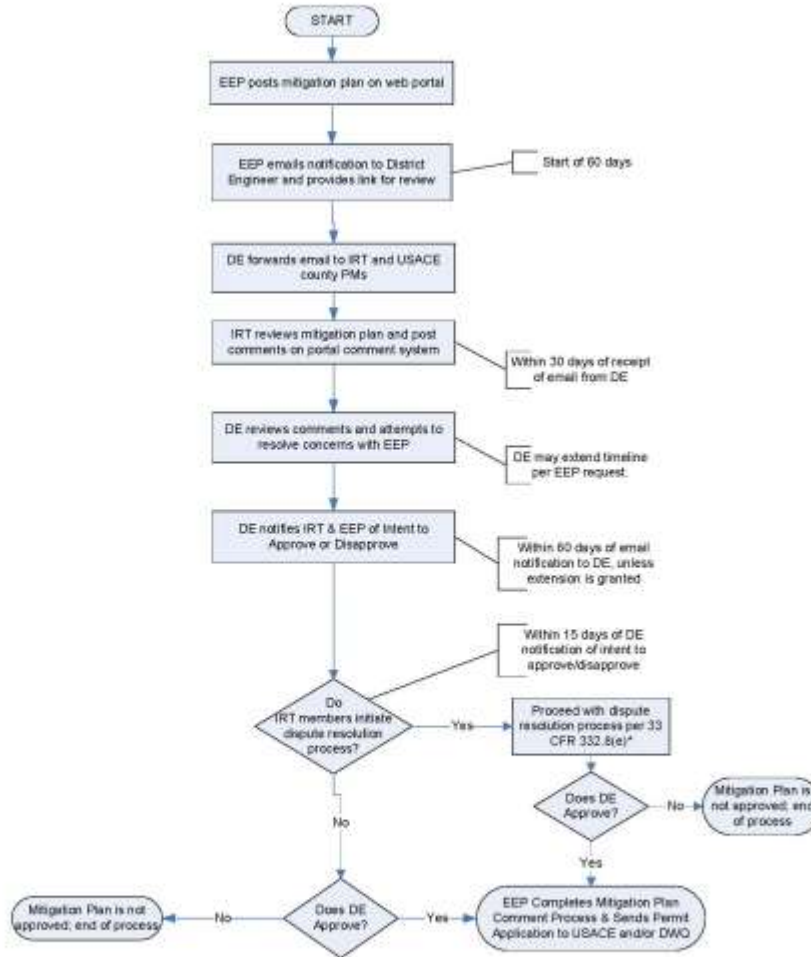 START
EEP posts mitigation plan on web portal
EEP emails notification to District
Engineer and provides link for review
Start of 60 days
DE forwards email to IRT and USACE
county PMs
IRT reviews mitigation plan and post
comments on portal comment system
Within 30 days of receipt
of email from DE
DE reviews comments and attempts to
resolve concerns with EEP
DE may extend timeline
per EEP request.
DE notifies IRT & EEP of Intent to
Approve or Disapprove
Within 60 days of email
notification to DE, unless
extension is granted
Within 15 days of DE
notification of intent to
approve/disapprove
Do
IRT members initiate
dispute resolution
process?
Yes
Proceed with dispute
resolution process per 33
CFR 332.8(e)*
Does DE
Approve?
No
Mitigation Plan is
not approved; end
of process
No
Yes
Mitigation Plan is not
approved; end of process
No
Does DE
Approve?
Yes
EEP Completes Mitigation Plan
Comment Process & Sends Permit
Application to USACE and/or DWQ